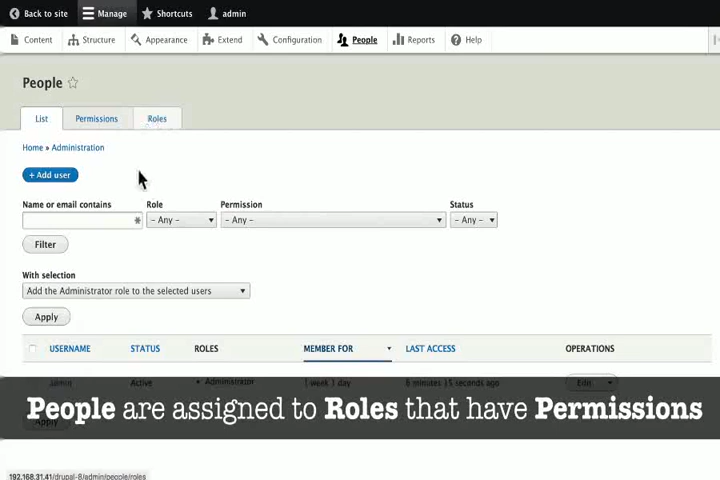 Back to site Manage Shortcuts admin
Content Structure Appearance Extend Configuration People Reports Help
People
List Permissions Roles
Home » Administration
+ Add user
Name or email contains Role Permission Status
- Any - - Any - - Any -
Filter
With selection
Add the Administrator role to the selected users
Apply
USERNAME STATUS ROLES MEMBER FOR LAST ACCESS OPERATIONS
admin Active • Administrator 1 week 1 day 6 minutes 15 seconds ago Edit
People are assigned to Roles that have Permissions
Apply
192.168.31.41/drupal-8/admin/people/roles